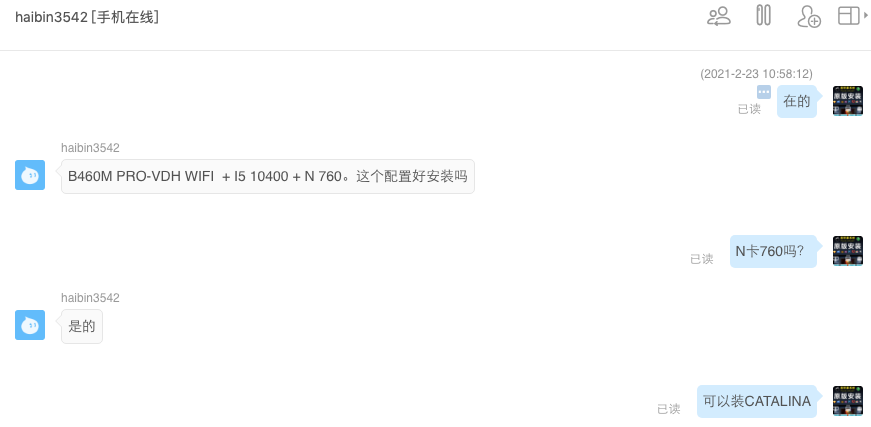 haibin3542 [手机在线]
(2021-2-23 10:58:12)
已读
在的
haibin3542
B460M PRO-VDH WIFI  + I5 10400 + N 760。这个配置好安装吗
已读
N卡760吗?
haibin3542
是的
已读
可以装CATALINA